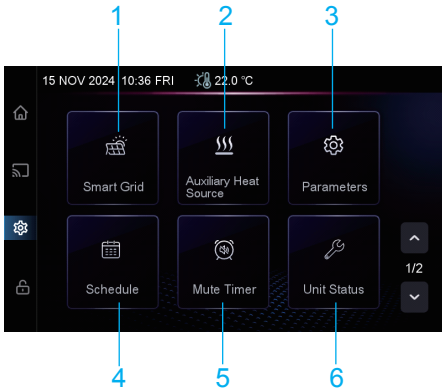 1 2 3
15 NOV 2024 10:36 FRI 22.0 °C
Smart Grid
Auxiliary Heat
Source
Parameters
Schedule
Mute Timer
Unit Status
1/2
4 5 6